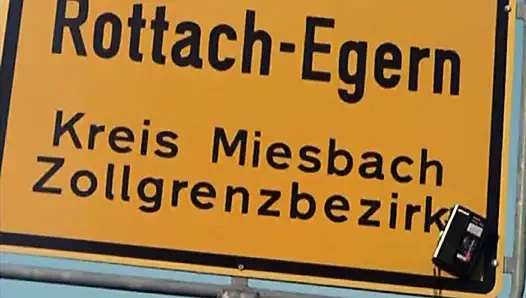 Rottach-Egern
Kreis Miesbach
Zollgrenzbezirk